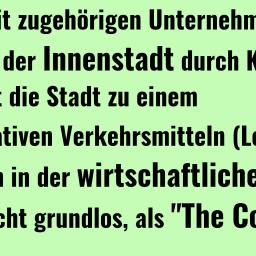 it zugehörigen Unternehm
der Innenstadt durch K
t die Stadt zu einem
ativen Verkehrsmitteln (Le
n in der wirtschaftliche
cht grundlos, als "The Co